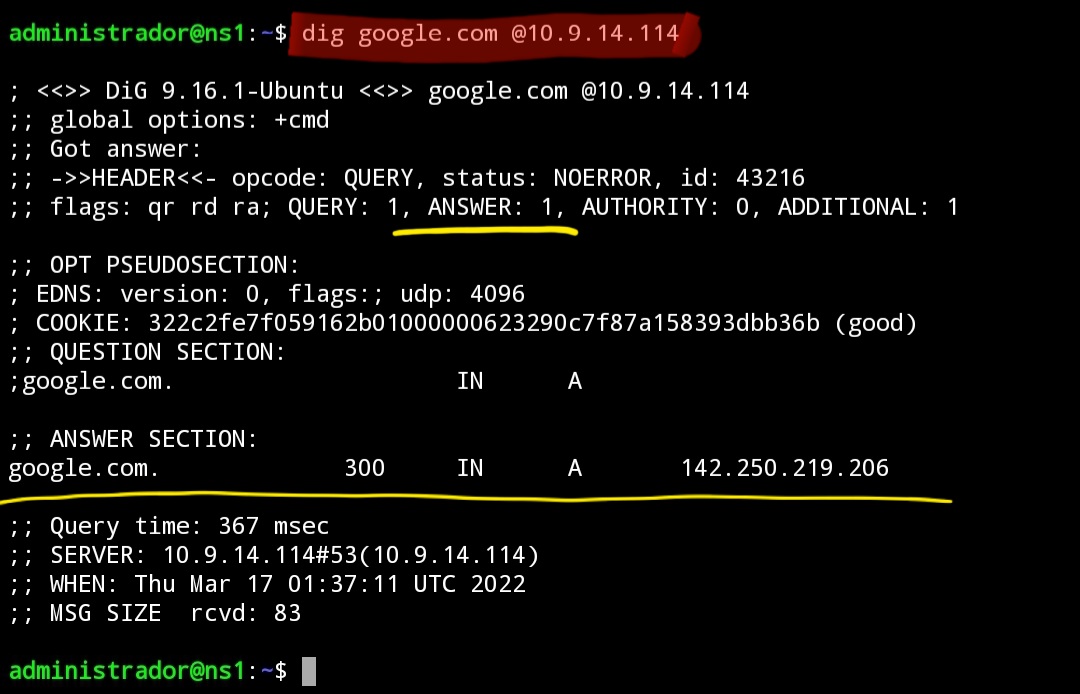 administrador@ns1:~$ dig google.com @10.9.14.114
; <<>> DiG 9.16.1-Ubuntu <<>> google.com @10.9.14.114
;; global options: +cmd
;; Got answer:
;; ->>HEADER<<- opcode: QUERY, status: NOERROR, id: 43216
;; flags: qr rd ra; QUERY: 1, ANSWER: 1, AUTHORITY: 0, ADDITIONAL: 1
;; OPT PSEUDOSECTION:
; EDNS: version: 0, flags:; udp: 4096
; COOKIE: 322c2fe7f059162b01000000623290c7f87a158393dbb36b (good)
;; QUESTION SECTION:
;google.com. IN A
;; ANSWER SECTION:
google.com. 300 IN A 142.250.219.206
;; Query time: 367 msec
;; SERVER: 10.9.14.114#53(10.9.14.114)
;; WHEN: Thu Mar 17 01:37:11 UTC 2022
;; MSG SIZE rcvd: 83
administrador@ns1:~$